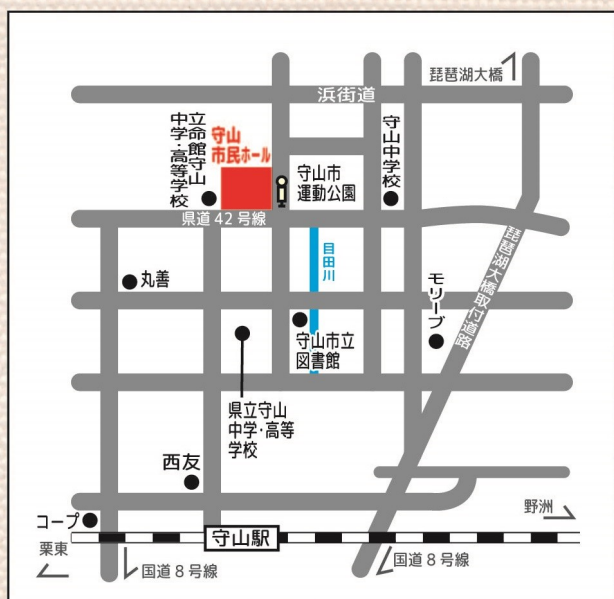 琵琶湖大橋
浜街道
立命館守山
中学・高等学校
守山
市民ホール
守山市
運動公園
守山中学校
県道42号線
目田川
丸善
モリーブ
琵琶湖大橋取付道路
守山市立
図書館
県立守山
中学・高等
学校
西友
コープ
守山駅
野洲
栗東
国道8号線
国道8号線